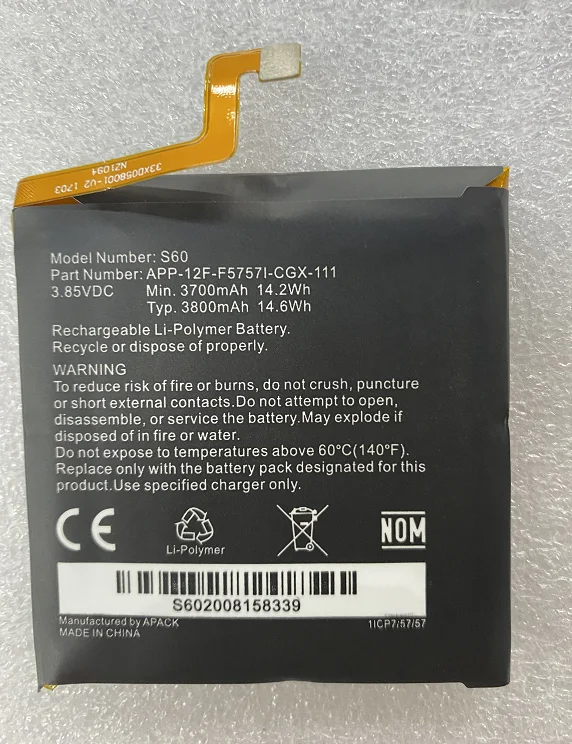 33XD0058001-V2 1703
N21094
Model Number: S60
Part Number: APP-12F-F5757I-CGX-111
3.85VDC Min. 3700mAh 14.2Wh
Typ. 3800mAh 14.6Wh
Rechargeable Li-Polymer Battery.
Recycle or dispose of properly.
WARNING
To reduce risk of fire or burns, do not crush, puncture
or short external contacts.Do not attempt to open,
disassemble, or service the battery.May explode if
disposed of in fire or water.
Do not expose to temperatures above 60ºC(140ºF).
Replace only with the battery pack designated for this
product.Use specified charger only.
CE
Li-Polymer
NOM
S602008158339
Manufactured by APACK
MADE IN CHINA
1ICP7/57/57